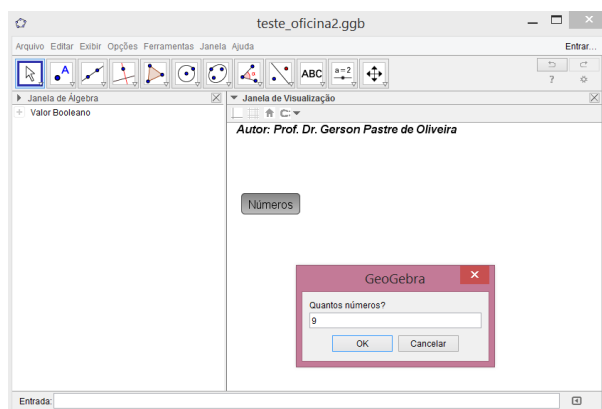 teste_oficina2.ggb
Arquivo Editar Exibir Opções Ferramentas Janela Ajuda
Entrar...
A
ABC
a=2
?
Janela de Álgebra
Janela de Visualização
Valor Booleano
Autor: Prof. Dr. Gerson Pastre de Oliveira
Números
GeoGebra
Quantos números?
9
OK Cancelar
Entrada: